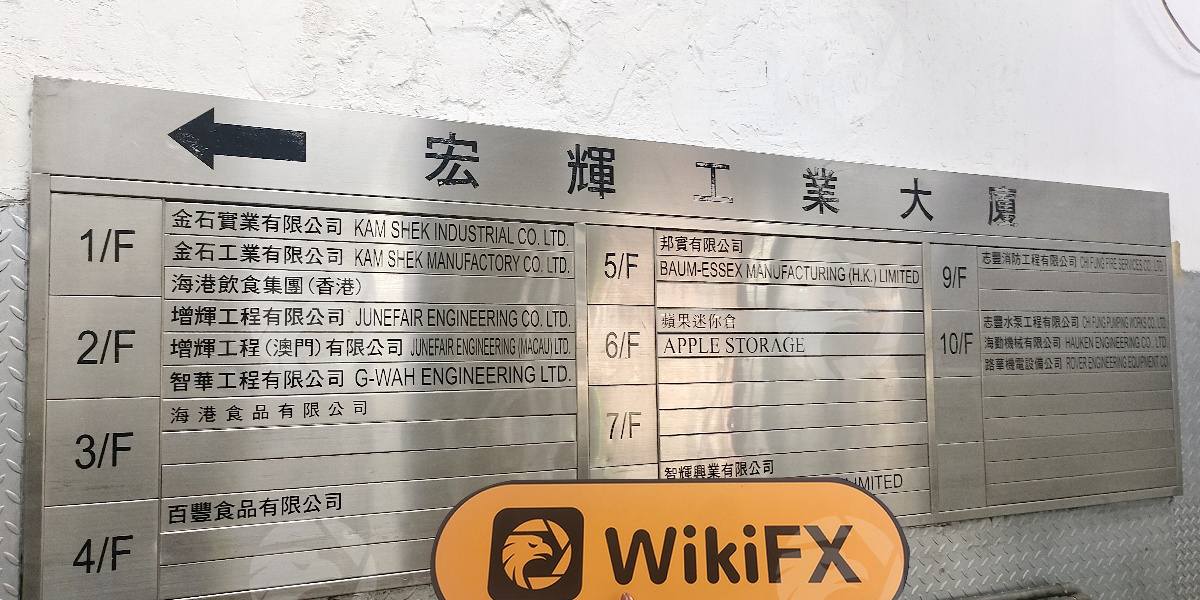 宏輝工業大廈
1/F
金石實業有限公司 KAM SHEK INDUSTRIAL CO. LTD.
金石工業有限公司 KAM SHEK MANUFACTORY CO. LTD.
海港飲食集團(香港)
2/F
增輝工程有限公司 JUNEFAIR ENGINEERING CO. LTD.
增輝工程(澳門)有限公司 JUNEFAIR ENGINEERING (MACAU) LTD.
智華工程有限公司 G-WAH ENGINEERING LTD.
3/F
海港食品有限公司
4/F
百豐食品有限公司
5/F
邦實有限公司
BAUM-ESSEX MANUFACTURING (H.K.) LIMITED
6/F
蘋果迷你倉
APPLE STORAGE
7/F
智輝興業有限公司
LIMITED
9/F
志豐消防工程有限公司 CHI FUNG FIRE SERVICES CO. LTD.
10/F
志豐水泵工程有限公司 CHI FUNG PUMPING WORKS CO. LTD.
海勤機械有限公司 HAUKEN ENGINEERING CO., LTD.
路華機電設備公司 ROVER ENGINEERING EQUIPMENT CO
WikiFX